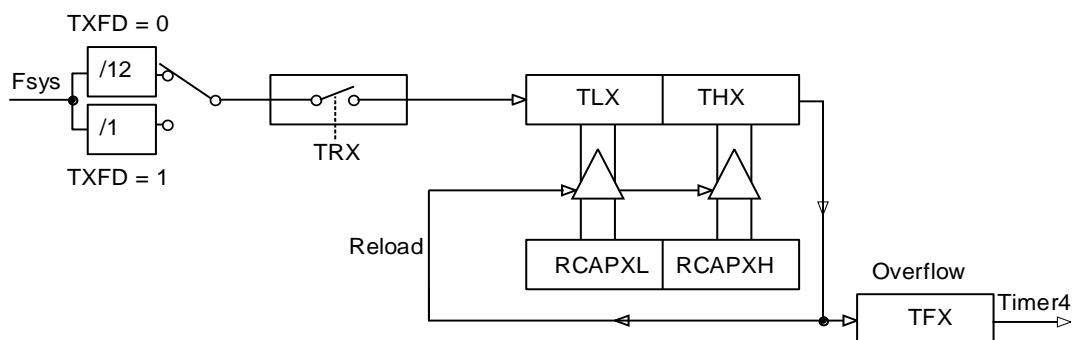 TXFD = 0
Fsys
/12
/1
TXFD = 1
TRX
TLX
THX
Reload
RCAPXL
RCAPXH
Overflow
TFX
Timer4